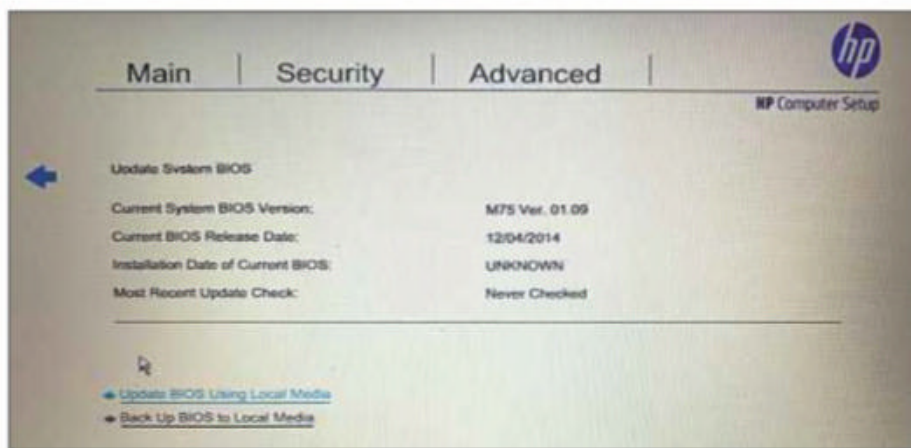 hp
Main Security Advanced
HP Computer Setup
Update System BIOS
Current System BIOS Version: M75 Ver. 01.09
Current BIOS Release Date: 12/04/2014
Installation Date of Current BIOS: UNKNOWN
Most Recent Update Check: Never Checked
Update BIOS Using Local Media
Back Up BIOS to Local Media